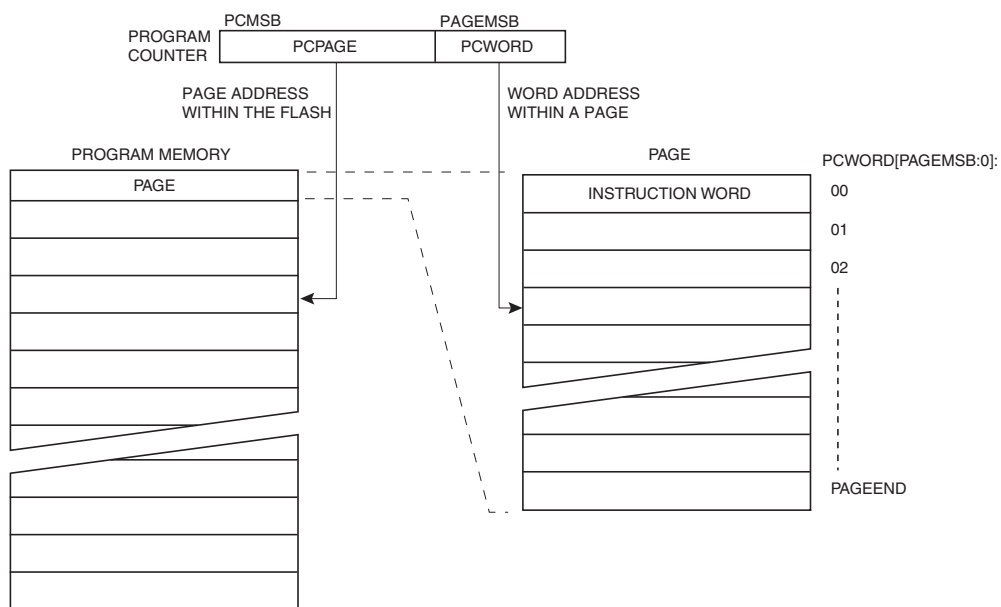 PCMSB
PAGEMSB
PROGRAM
COUNTER
PCPAGE
PCWORD
PAGE ADDRESS
WITHIN THE FLASH
WORD ADDRESS
WITHIN A PAGE
PROGRAM MEMORY
PAGE
PAGE
INSTRUCTION WORD
PCWORD[PAGEMSB:0]:
00
01
02
PAGEEND